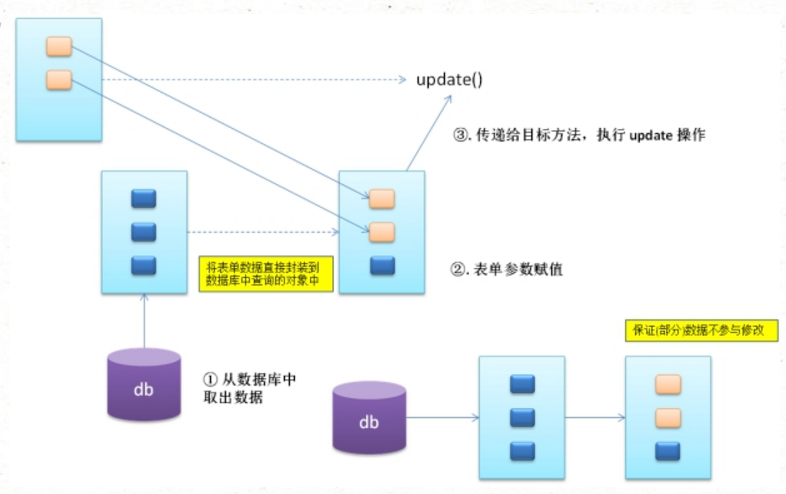 update()
③. 传递给目标方法，执行 update 操作
将表单数据直接封装到
数据库中查询的对象中
②. 表单参数赋值
保证(部分)数据不参与修改
① 从数据库中
取出数据
db
db